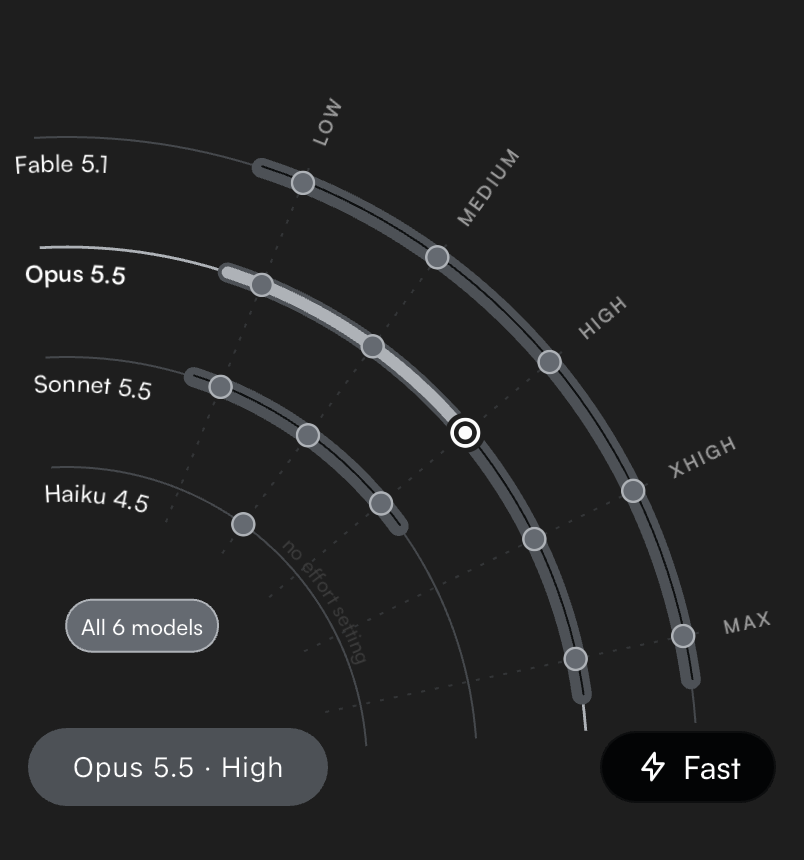 LOW
MEDIUM
Fable 5.1
Opus 5.5
HIGH
Sonnet 5.5
XHIGH
Haiku 4.5
no effort setting
All 6 models
MAX
Opus 5.5 · High
Fast